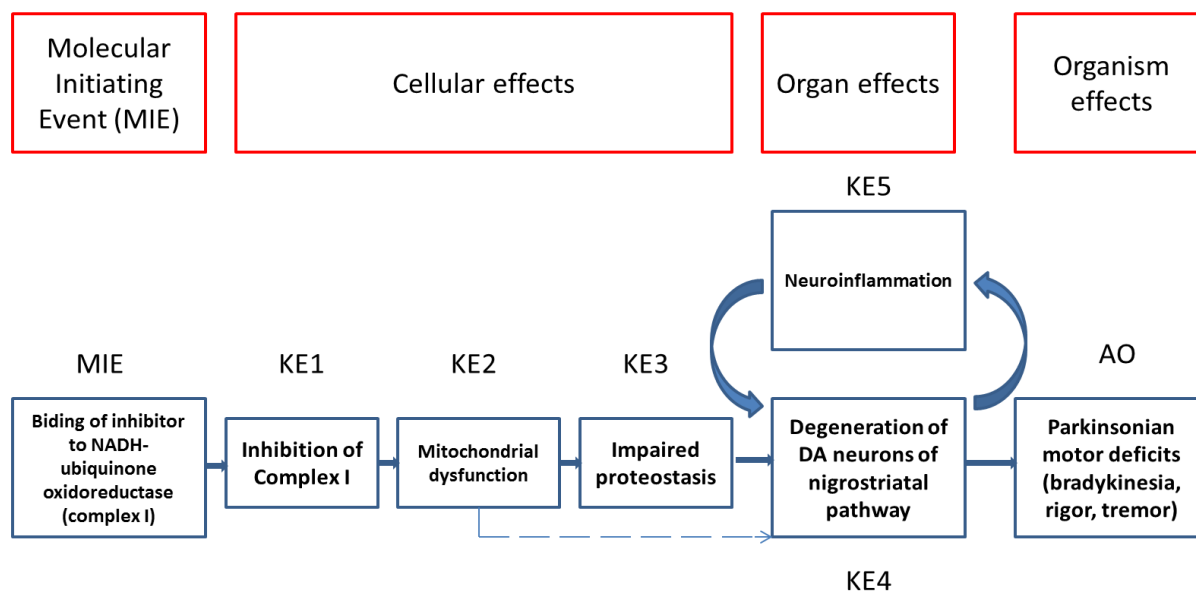 Molecular
Initiating
Event (MIE)
Cellular effects
Organ effects
Organism
effects
KE5
Neuroinflammation
MIE
KE1
KE2
KE3
AO
Biding of inhibitor
to NADH-
ubiquinone
oxidoreductase
(complex I)
Inhibition of
Complex I
Mitochondrial
dysfunction
Impaired
proteostasis
Degeneration of
DA neurons of
nigrostriatal
pathway
Parkinsonian
motor deficits
(bradykinesia,
rigor, tremor)
KE4